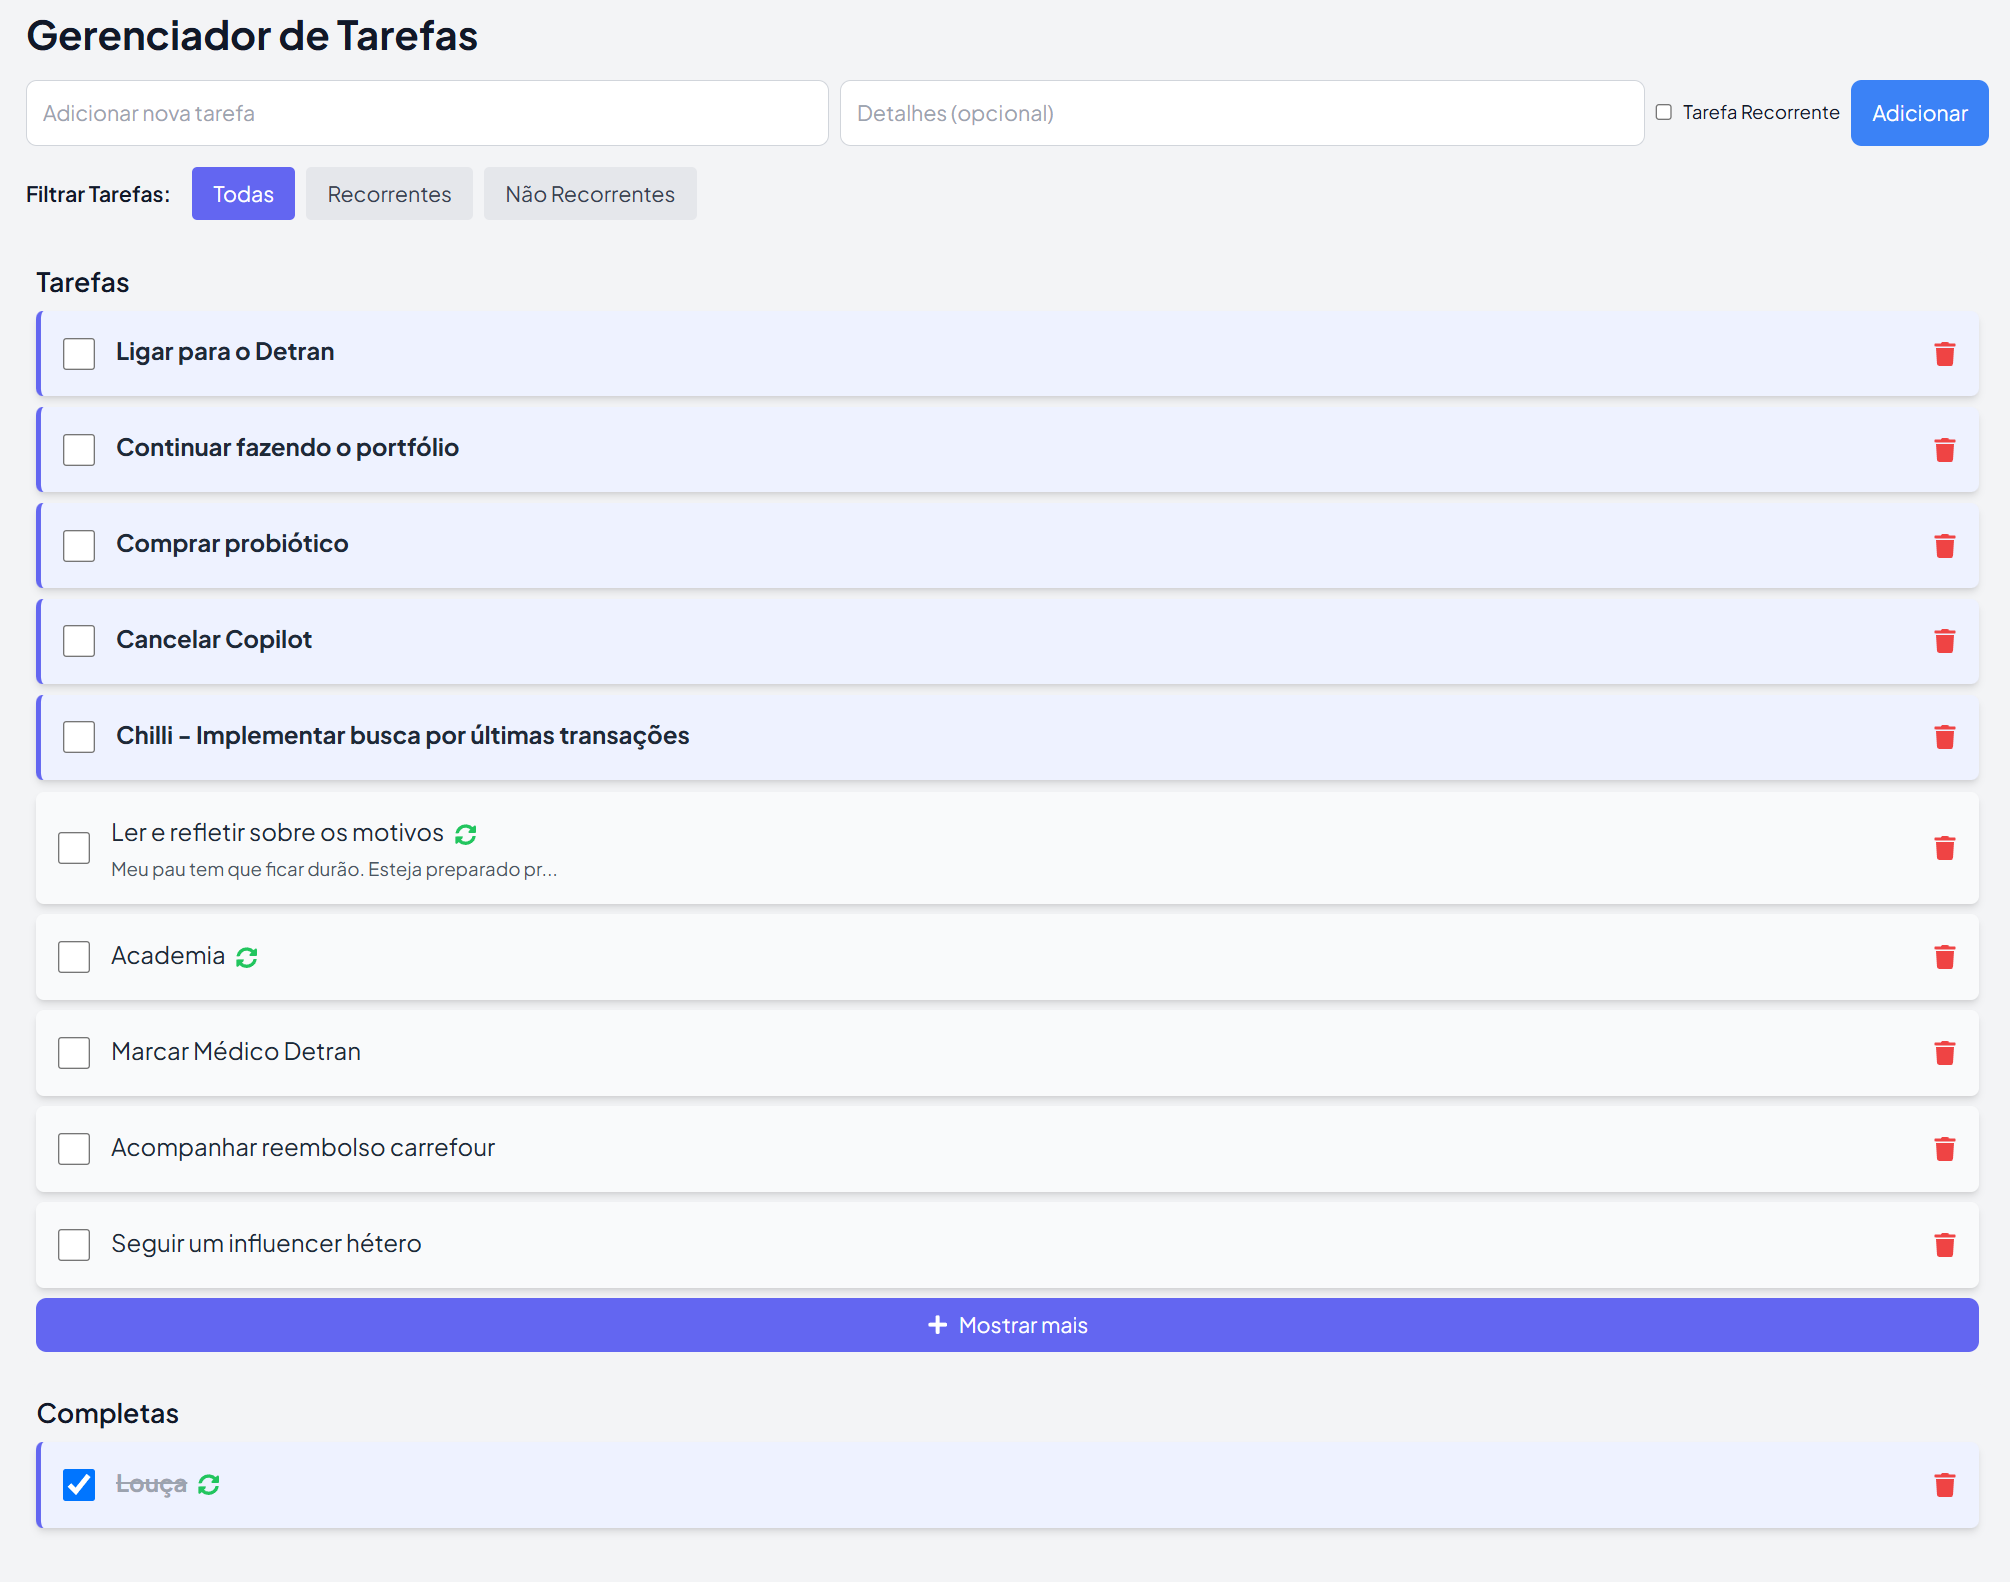 Gerenciador de Tarefas
Adicionar nova tarefa
Detalhes (opcional)
Tarefa Recorrente
Adicionar
Filtrar Tarefas:
Todas
Recorrentes
Não Recorrentes
Tarefas
Ligar para o Detran
Continuar fazendo o portfólio
Comprar probiótico
Cancelar Copilot
Chilli - Implementar busca por últimas transações
Ler e refletir sobre os motivos
Meu pau tem que ficar durão. Esteja preparado pr...
Academia
Marcar Médico Detran
Acompanhar reembolso carrefour
Seguir um influencer hétero
Mostrar mais
Completas
Louça